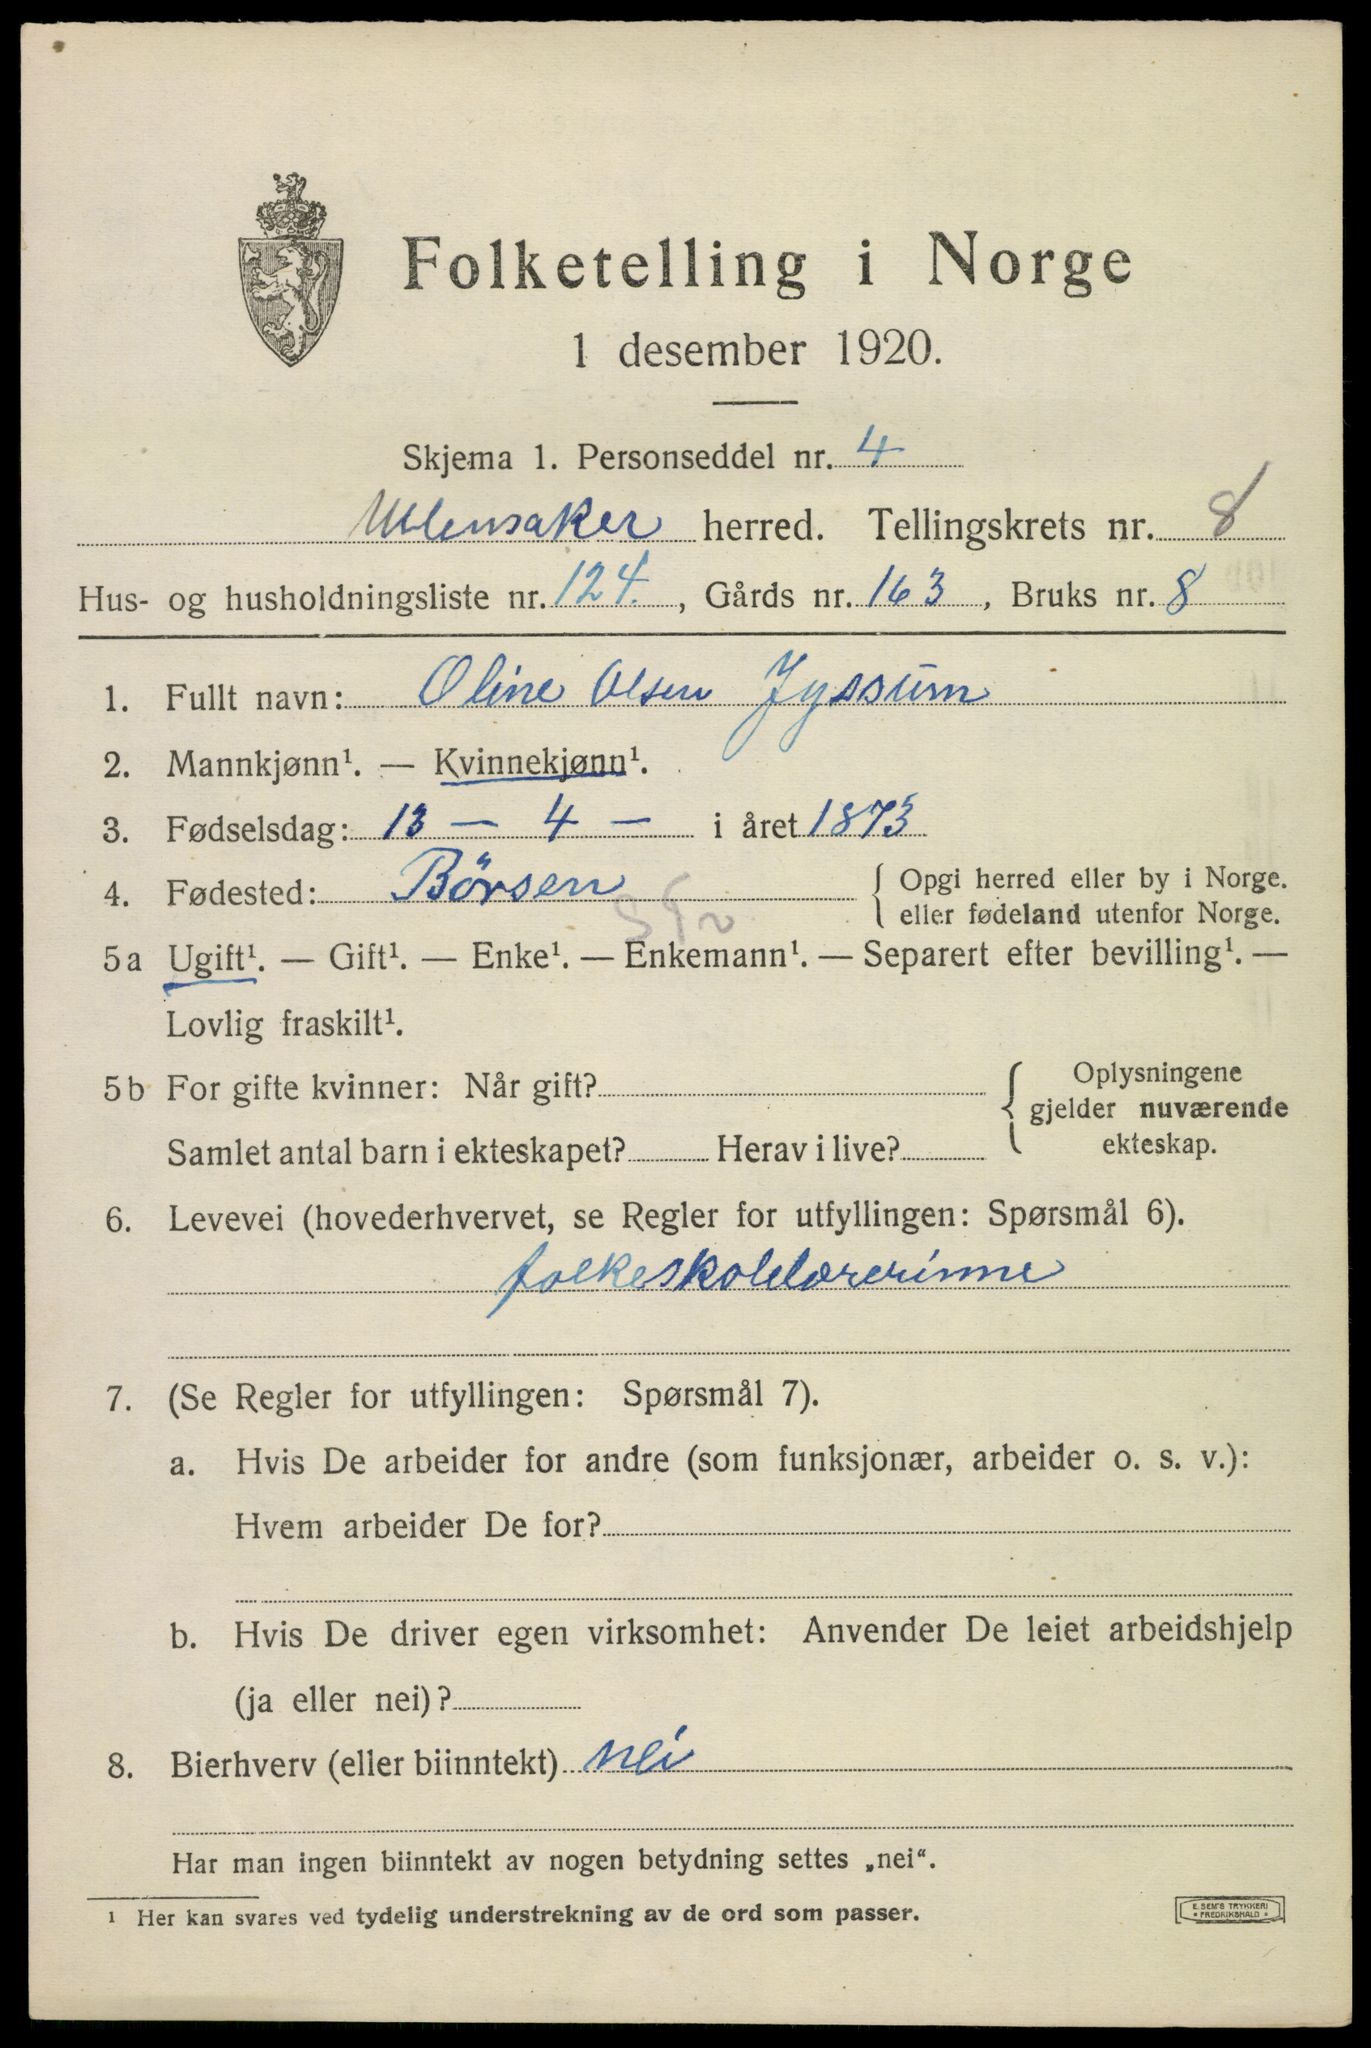 Folketelling i Norge
1 desember 1920.
Skjema 1. Personseddel nr. 4
Ullensaker herred. Tellingskrets nr. 8
Hus- og husholdningsliste nr. 124. , Gårds nr. 163 , Bruks nr. 8
1. Fullt navn: Oline Olsen Jyssum
2. Mannkjønn¹. — Kvinnekjønn¹.
3. Fødselsdag: 13 — 4 — i året 1873
4. Fødested: Börsen { Opgi herred eller by i Norge.
eller fødeland utenfor Norge.
5a Ugift¹. — Gift¹. — Enke¹. — Enkemann¹. — Separert efter bevilling¹. —
Lovlig fraskilt¹.
5b For gifte kvinner: Når gift? { Oplysningene
gjelder nuværende
Samlet antal barn i ekteskapet? Herav i live? ekteskap.
6. Levevei (hovederhvervet, se Regler for utfyllingen: Spørsmål 6).
folkeskolelærerinne
7. (Se Regler for utfyllingen: Spørsmål 7).
a. Hvis De arbeider for andre (som funksjonær, arbeider o. s. v.):
Hvem arbeider De for?
b. Hvis De driver egen virksomhet: Anvender De leiet arbeidshjelp
(ja eller nei)?
8. Bierhverv (eller biinntekt) nei
Har man ingen biinntekt av nogen betydning settes „nei“.
¹ Her kan svares ved tydelig understrekning av de ord som passer.
E. SEM'S TRYKKERI
* FREDRIKSHALD *